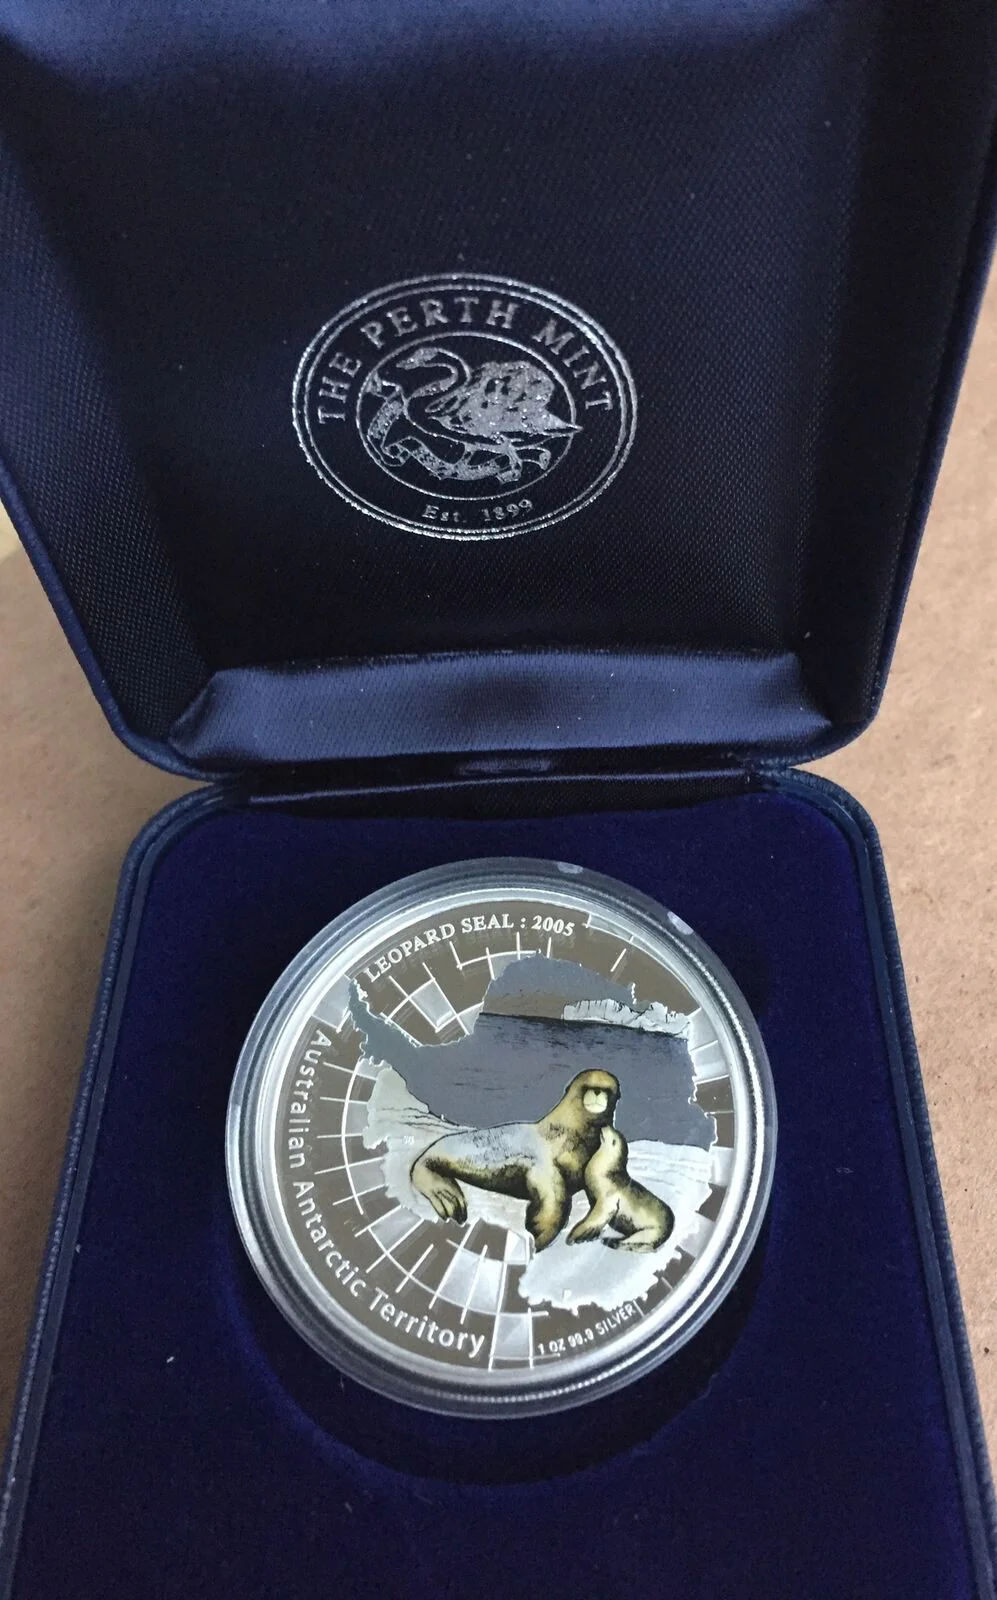 THE PERTH MINT
Est. 1899
LEOPARD SEAL : 2005
Australian Antarctic Territory
1 OZ 99.9 SILVER